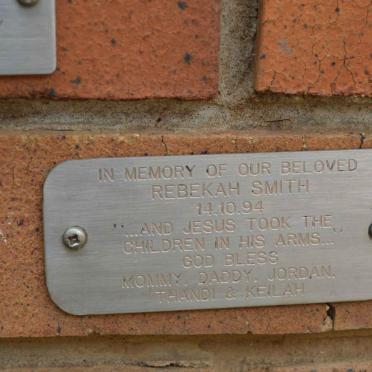 IN MEMORY OF OUR BELOVED
REBEKAH SMITH
14.10.94
"...AND JESUS TOOK THE
CHILDREN IN HIS ARMS..."
GOD BLESS
MOMMY, DADDY, JORDAN,
THANDI & KEILAH